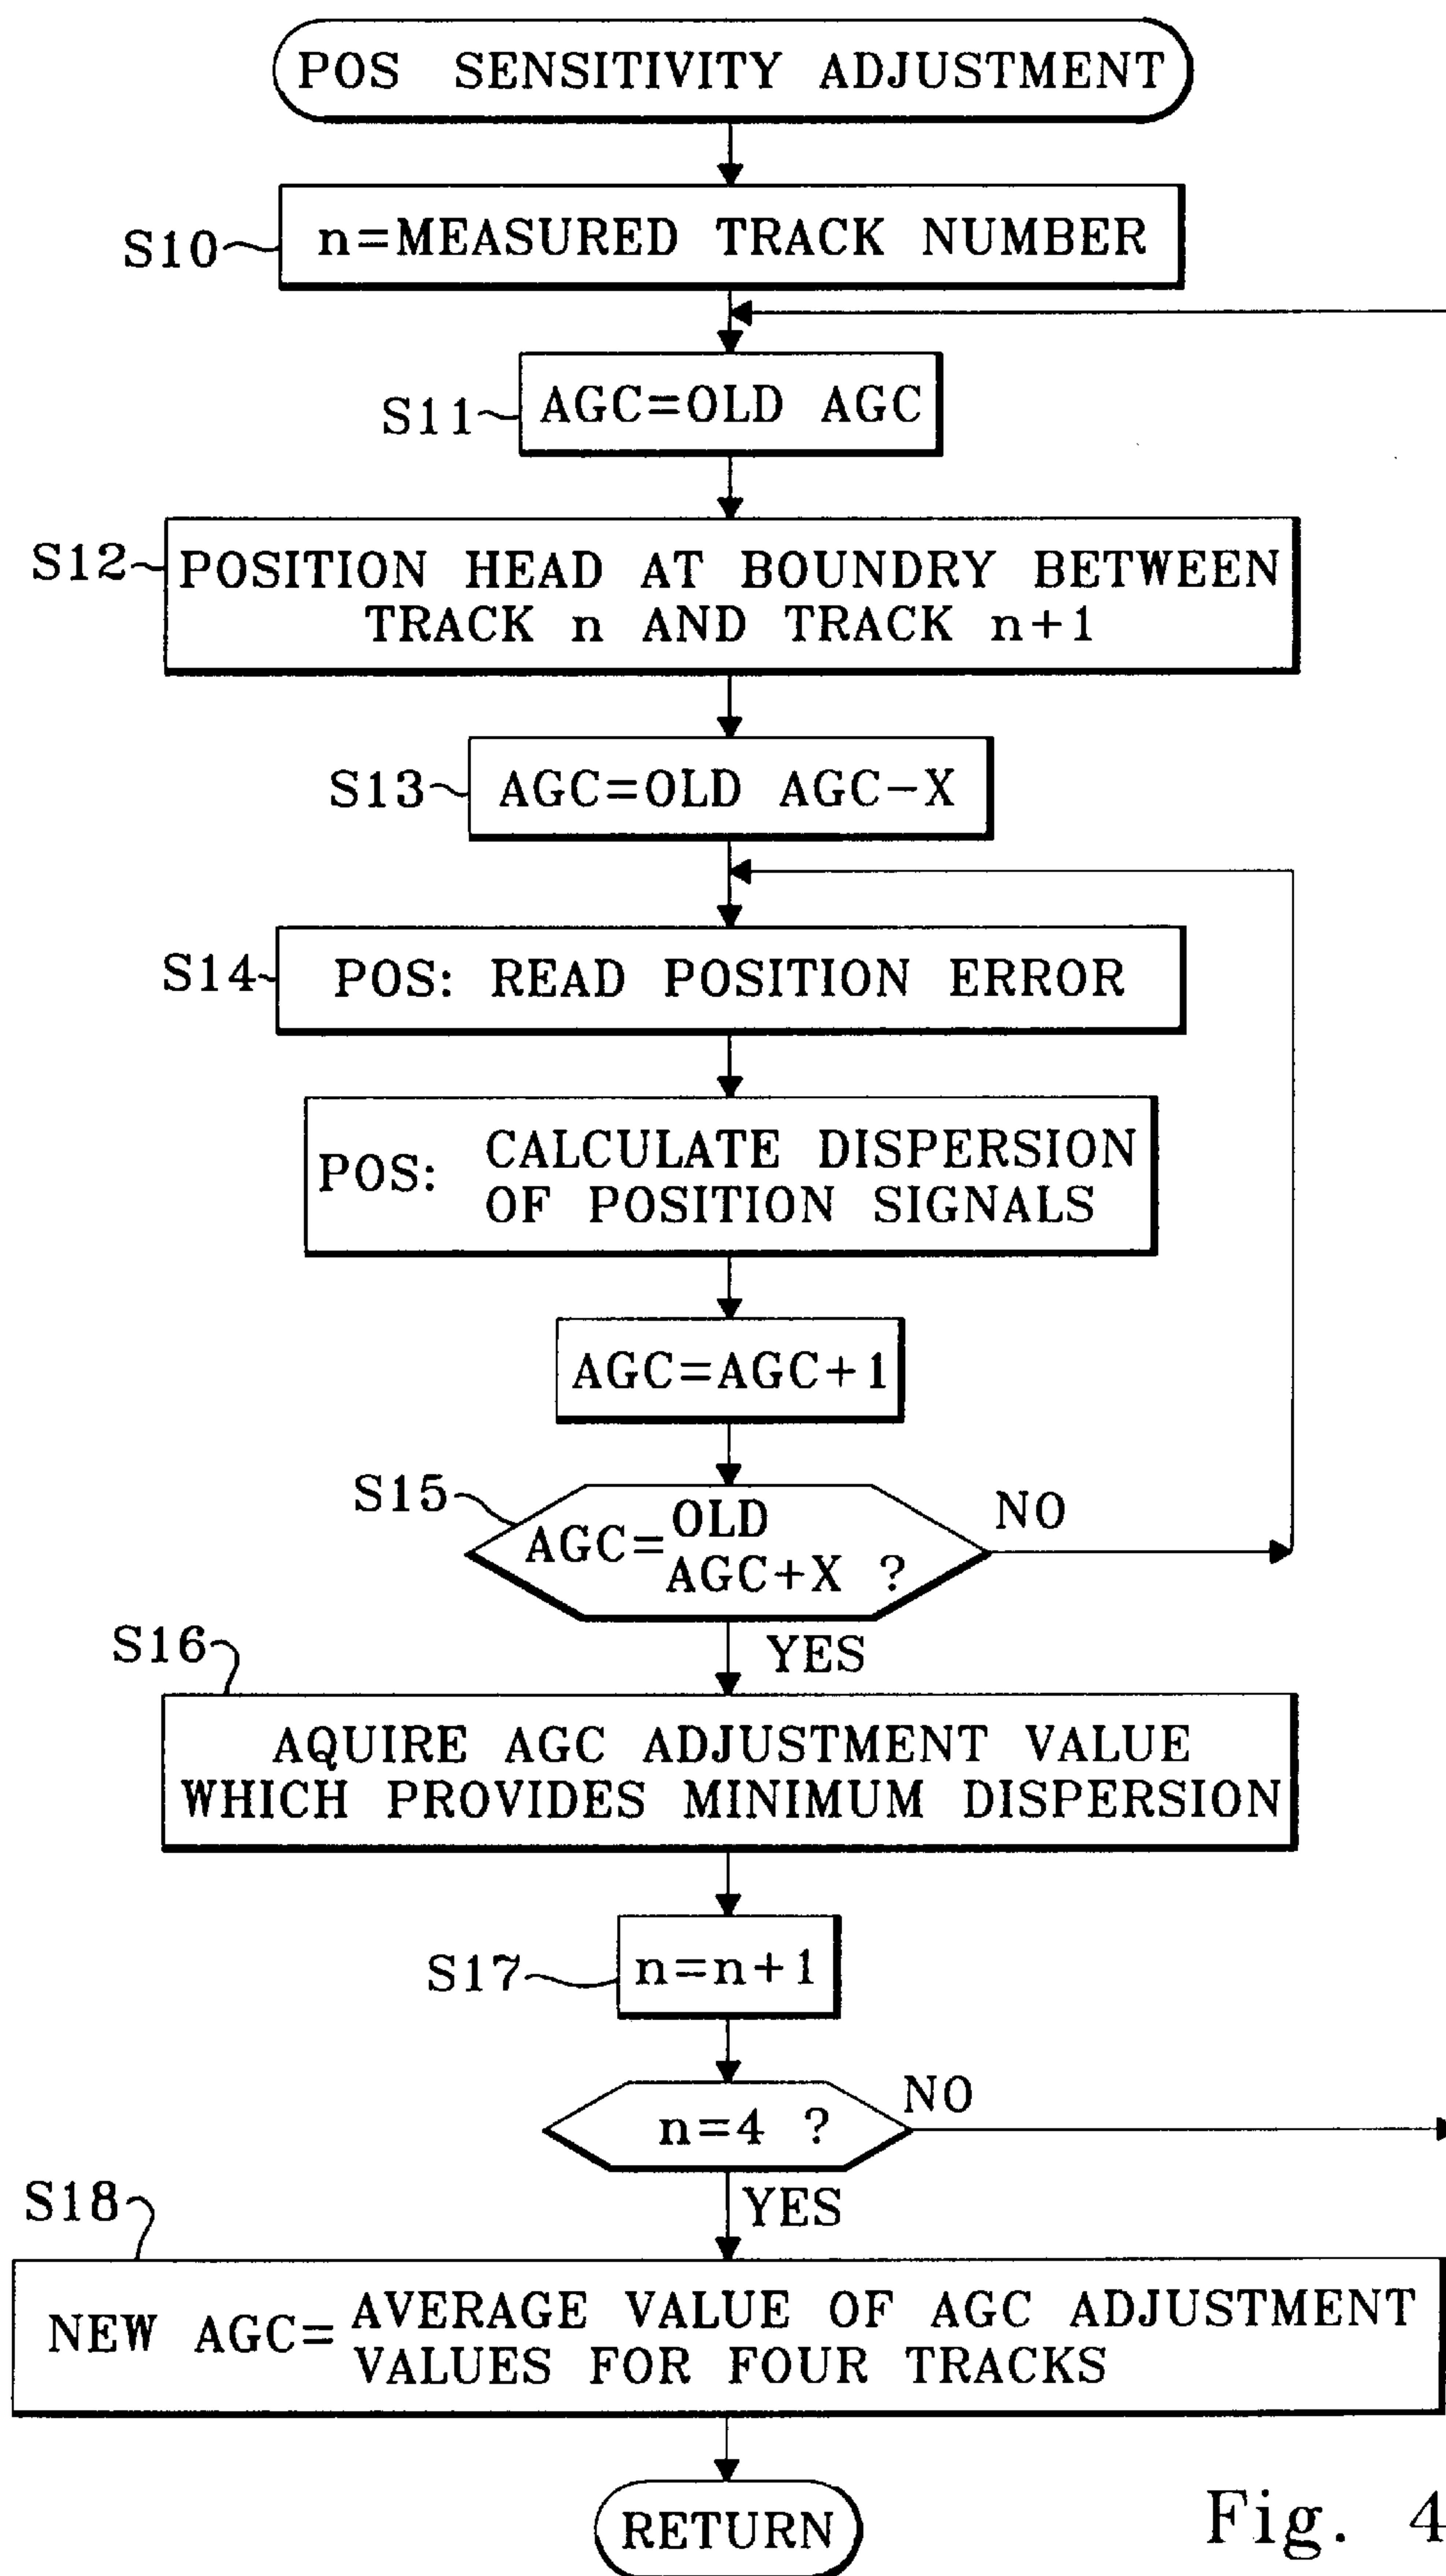 POS SENSITIVITY ADJUSTMENT
S10
n=MEASURED TRACK NUMBER
S11
AGC=OLD AGC
S12
POSITION HEAD AT BOUNDRY BETWEEN
TRACK n AND TRACK n+1
S13
AGC=OLD AGC-X
S14
POS: READ POSITION ERROR
POS: CALCULATE DISPERSION
OF POSITION SIGNALS
AGC=AGC+1
S15
AGC=OLD
AGC+X ?
NO
YES
S16
AQUIRE AGC ADJUSTMENT VALUE
WHICH PROVIDES MINIMUM DISPERSION
S17
n=n+1
n=4 ?
NO
YES
S18
NEW AGC=AVERAGE VALUE OF AGC ADJUSTMENT
VALUES FOR FOUR TRACKS
RETURN
Fig. 4